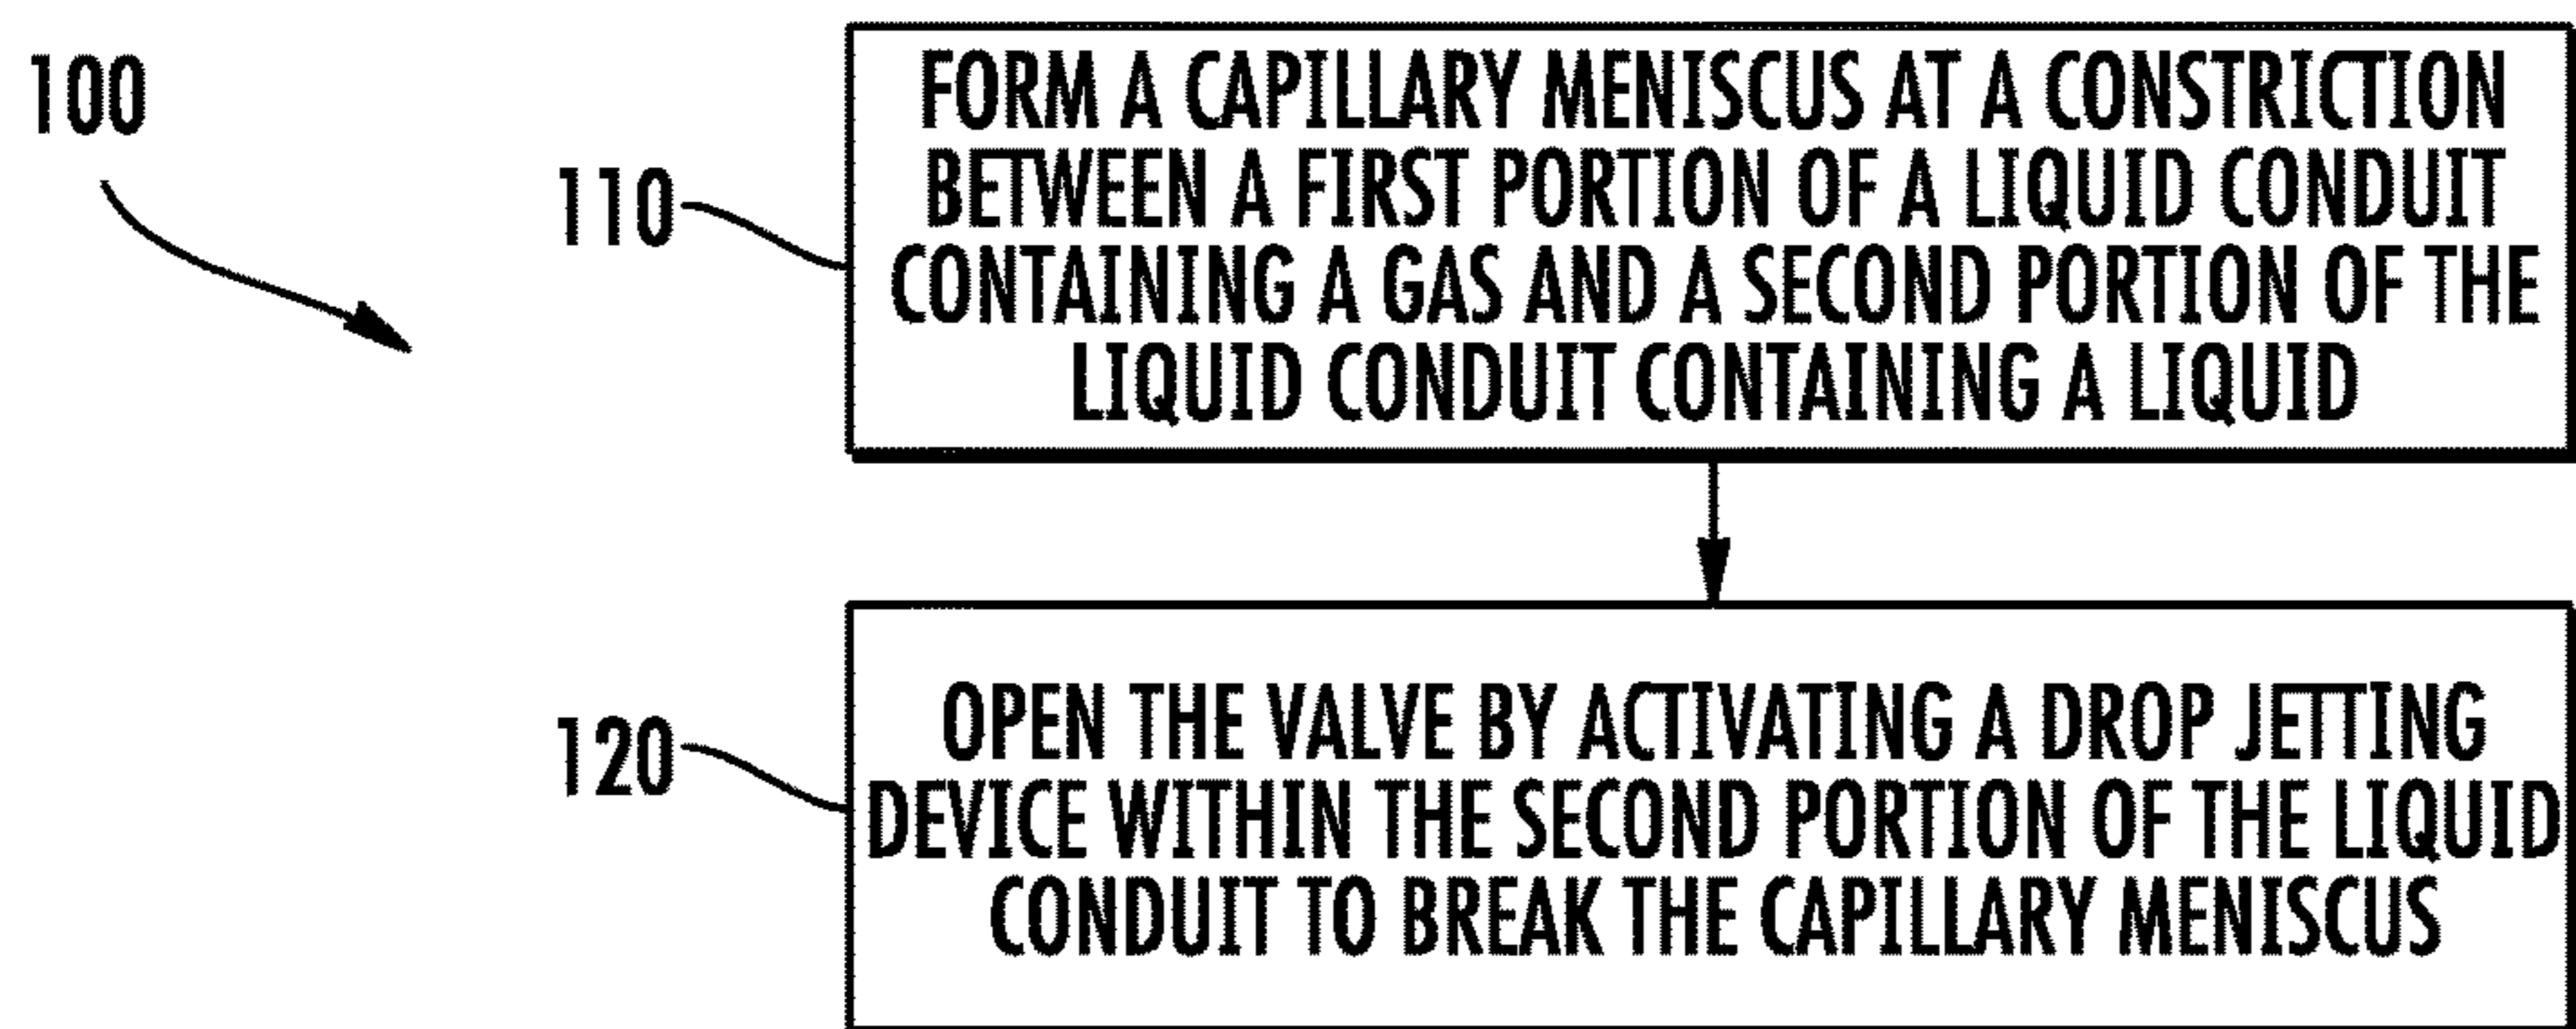 100
110
FORM A CAPILLARY MENISCUS AT A CONSTRICTION
BETWEEN A FIRST PORTION OF A LIQUID CONDUIT
CONTAINING A GAS AND A SECOND PORTION OF THE
LIQUID CONDUIT CONTAINING A LIQUID
120
OPEN THE VALVE BY ACTIVATING A DROP JETTING
DEVICE WITHIN THE SECOND PORTION OF THE LIQUID
CONDUIT TO BREAK THE CAPILLARY MENISCUS